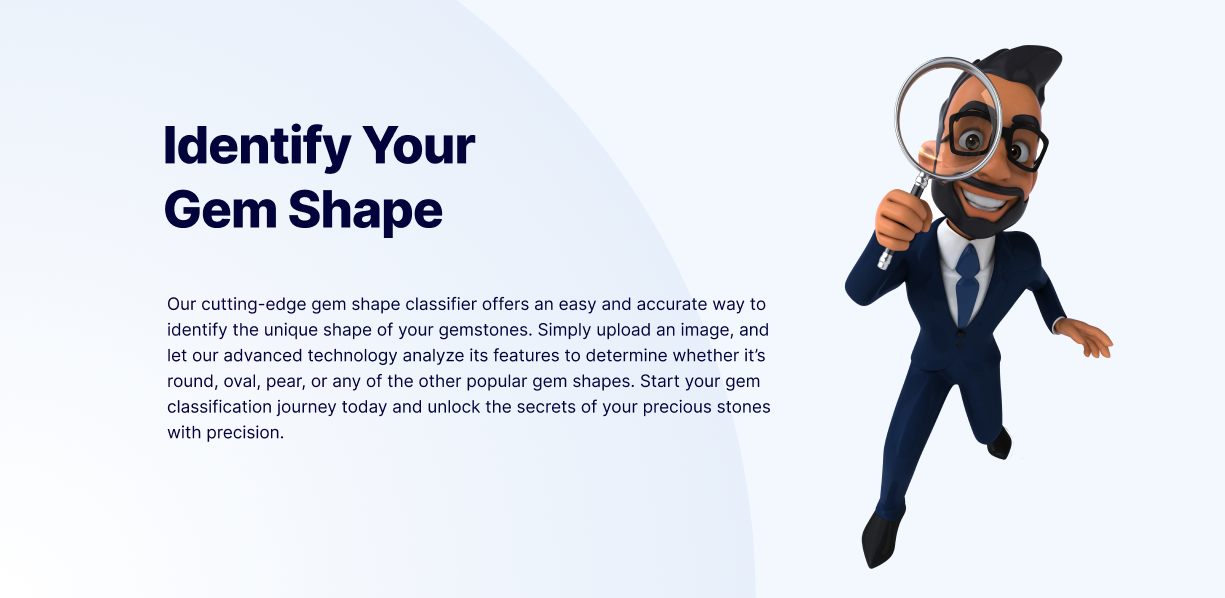 Identify Your
Gem Shape
Our cutting-edge gem shape classifier offers an easy and accurate way to
identify the unique shape of your gemstones. Simply upload an image, and
let our advanced technology analyze its features to determine whether it’s
round, oval, pear, or any of the other popular gem shapes. Start your gem
classification journey today and unlock the secrets of your precious stones
with precision.